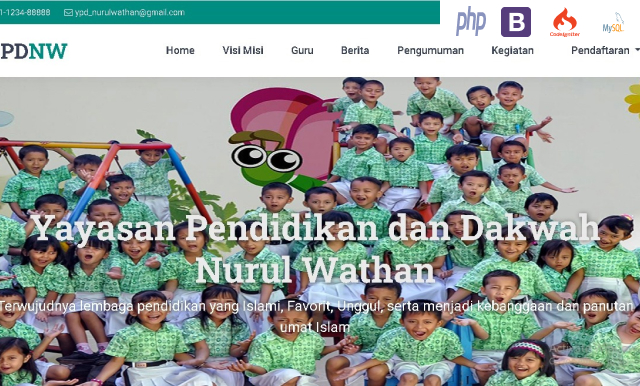 1-1234-88888 ypd_nurulwathan@gmail.com
php B CodeIgniter MySQL
PDNW Home Visi Misi Guru Berita Pengumuman Kegiatan Pendaftaran
Yayasan Pendidikan dan Dakwah
Nurul Wathan
Terwujudnya lembaga pendidikan yang Islami, Favorit, Unggul, serta menjadi kebanggaan dan panutan
umat Islam